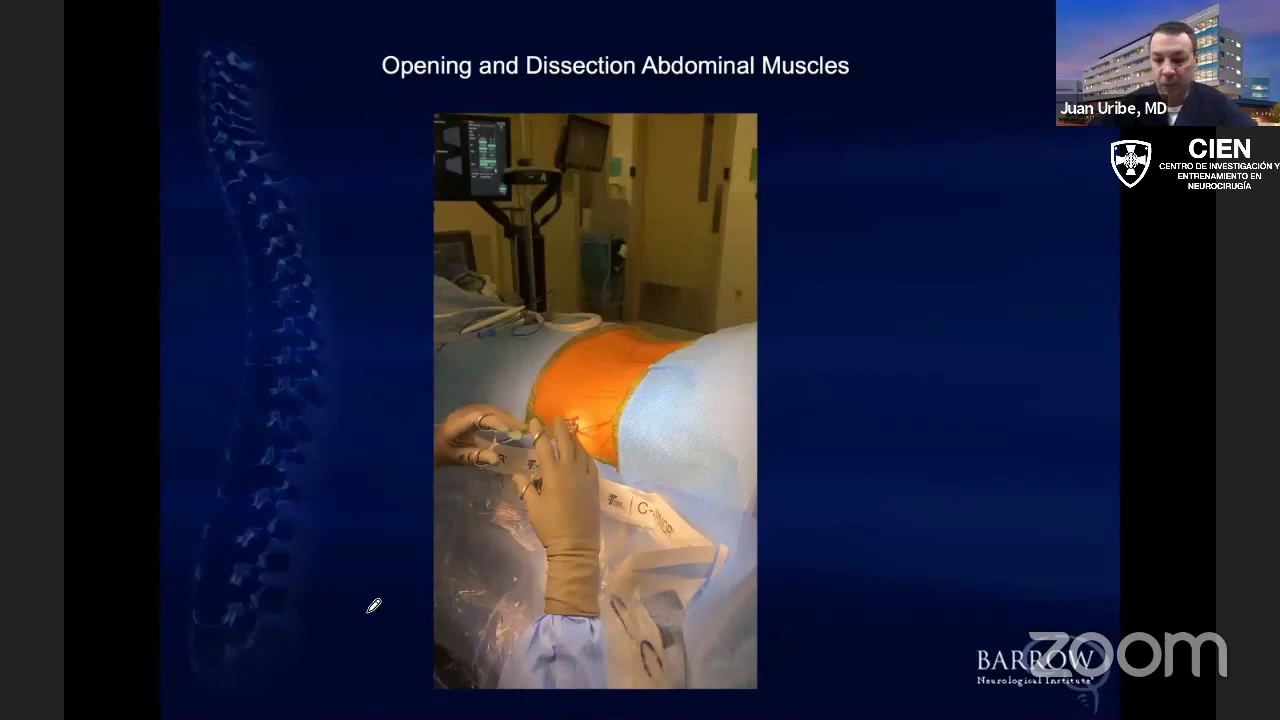 Opening and Dissection Abdominal Muscles
Juan Uribe, MD
CIEN
CENTRO DE INVESTIGACIÓN Y
ENTRENAMIENTO EN
NEUROCIRUGÍA
C-ARMOR
BARROW
Neurological Institute
zoom